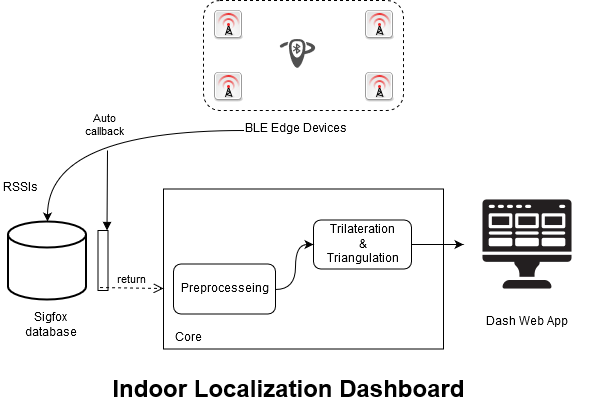 BLE Edge Devices
Auto
callback
RSSIs
return
Sigfox
database
Preprocesseing
Trilateration
&
Triangulation
Core
Dash Web App
Indoor Localization Dashboard